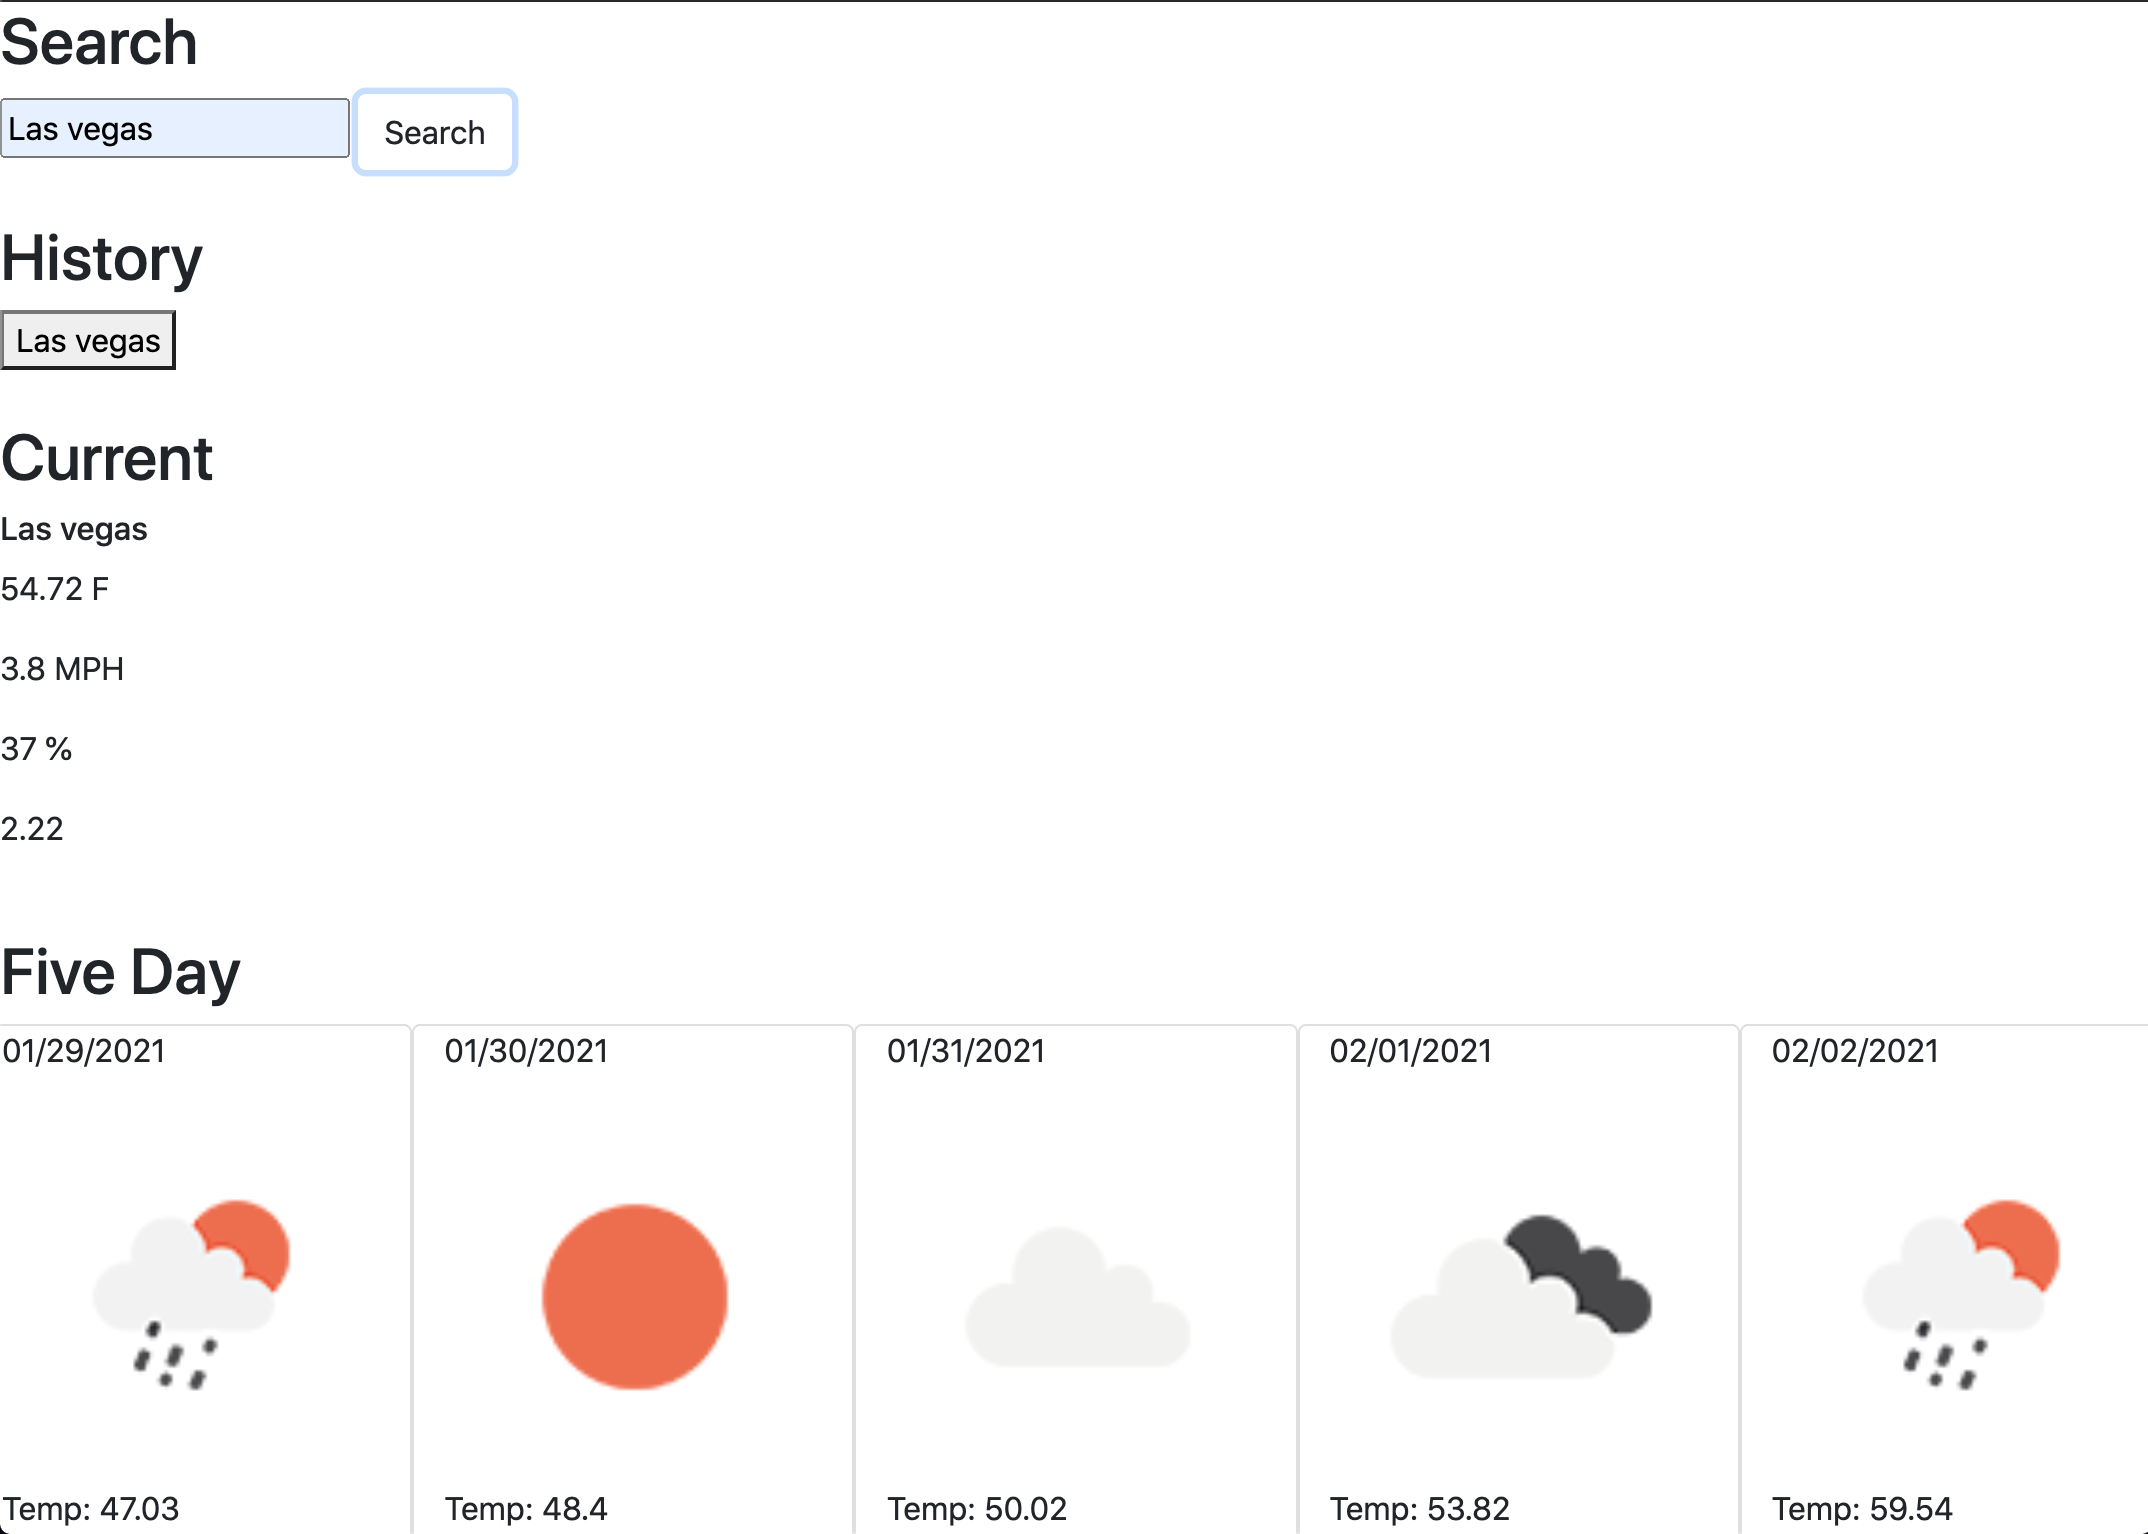 Search
Las vegas Search
History
Las vegas
Current
Las vegas
54.72 F
3.8 MPH
37 %
2.22
Five Day
01/29/2021 01/30/2021 01/31/2021 02/01/2021 02/02/2021
Temp: 47.03 Temp: 48.4 Temp: 50.02 Temp: 53.82 Temp: 59.54